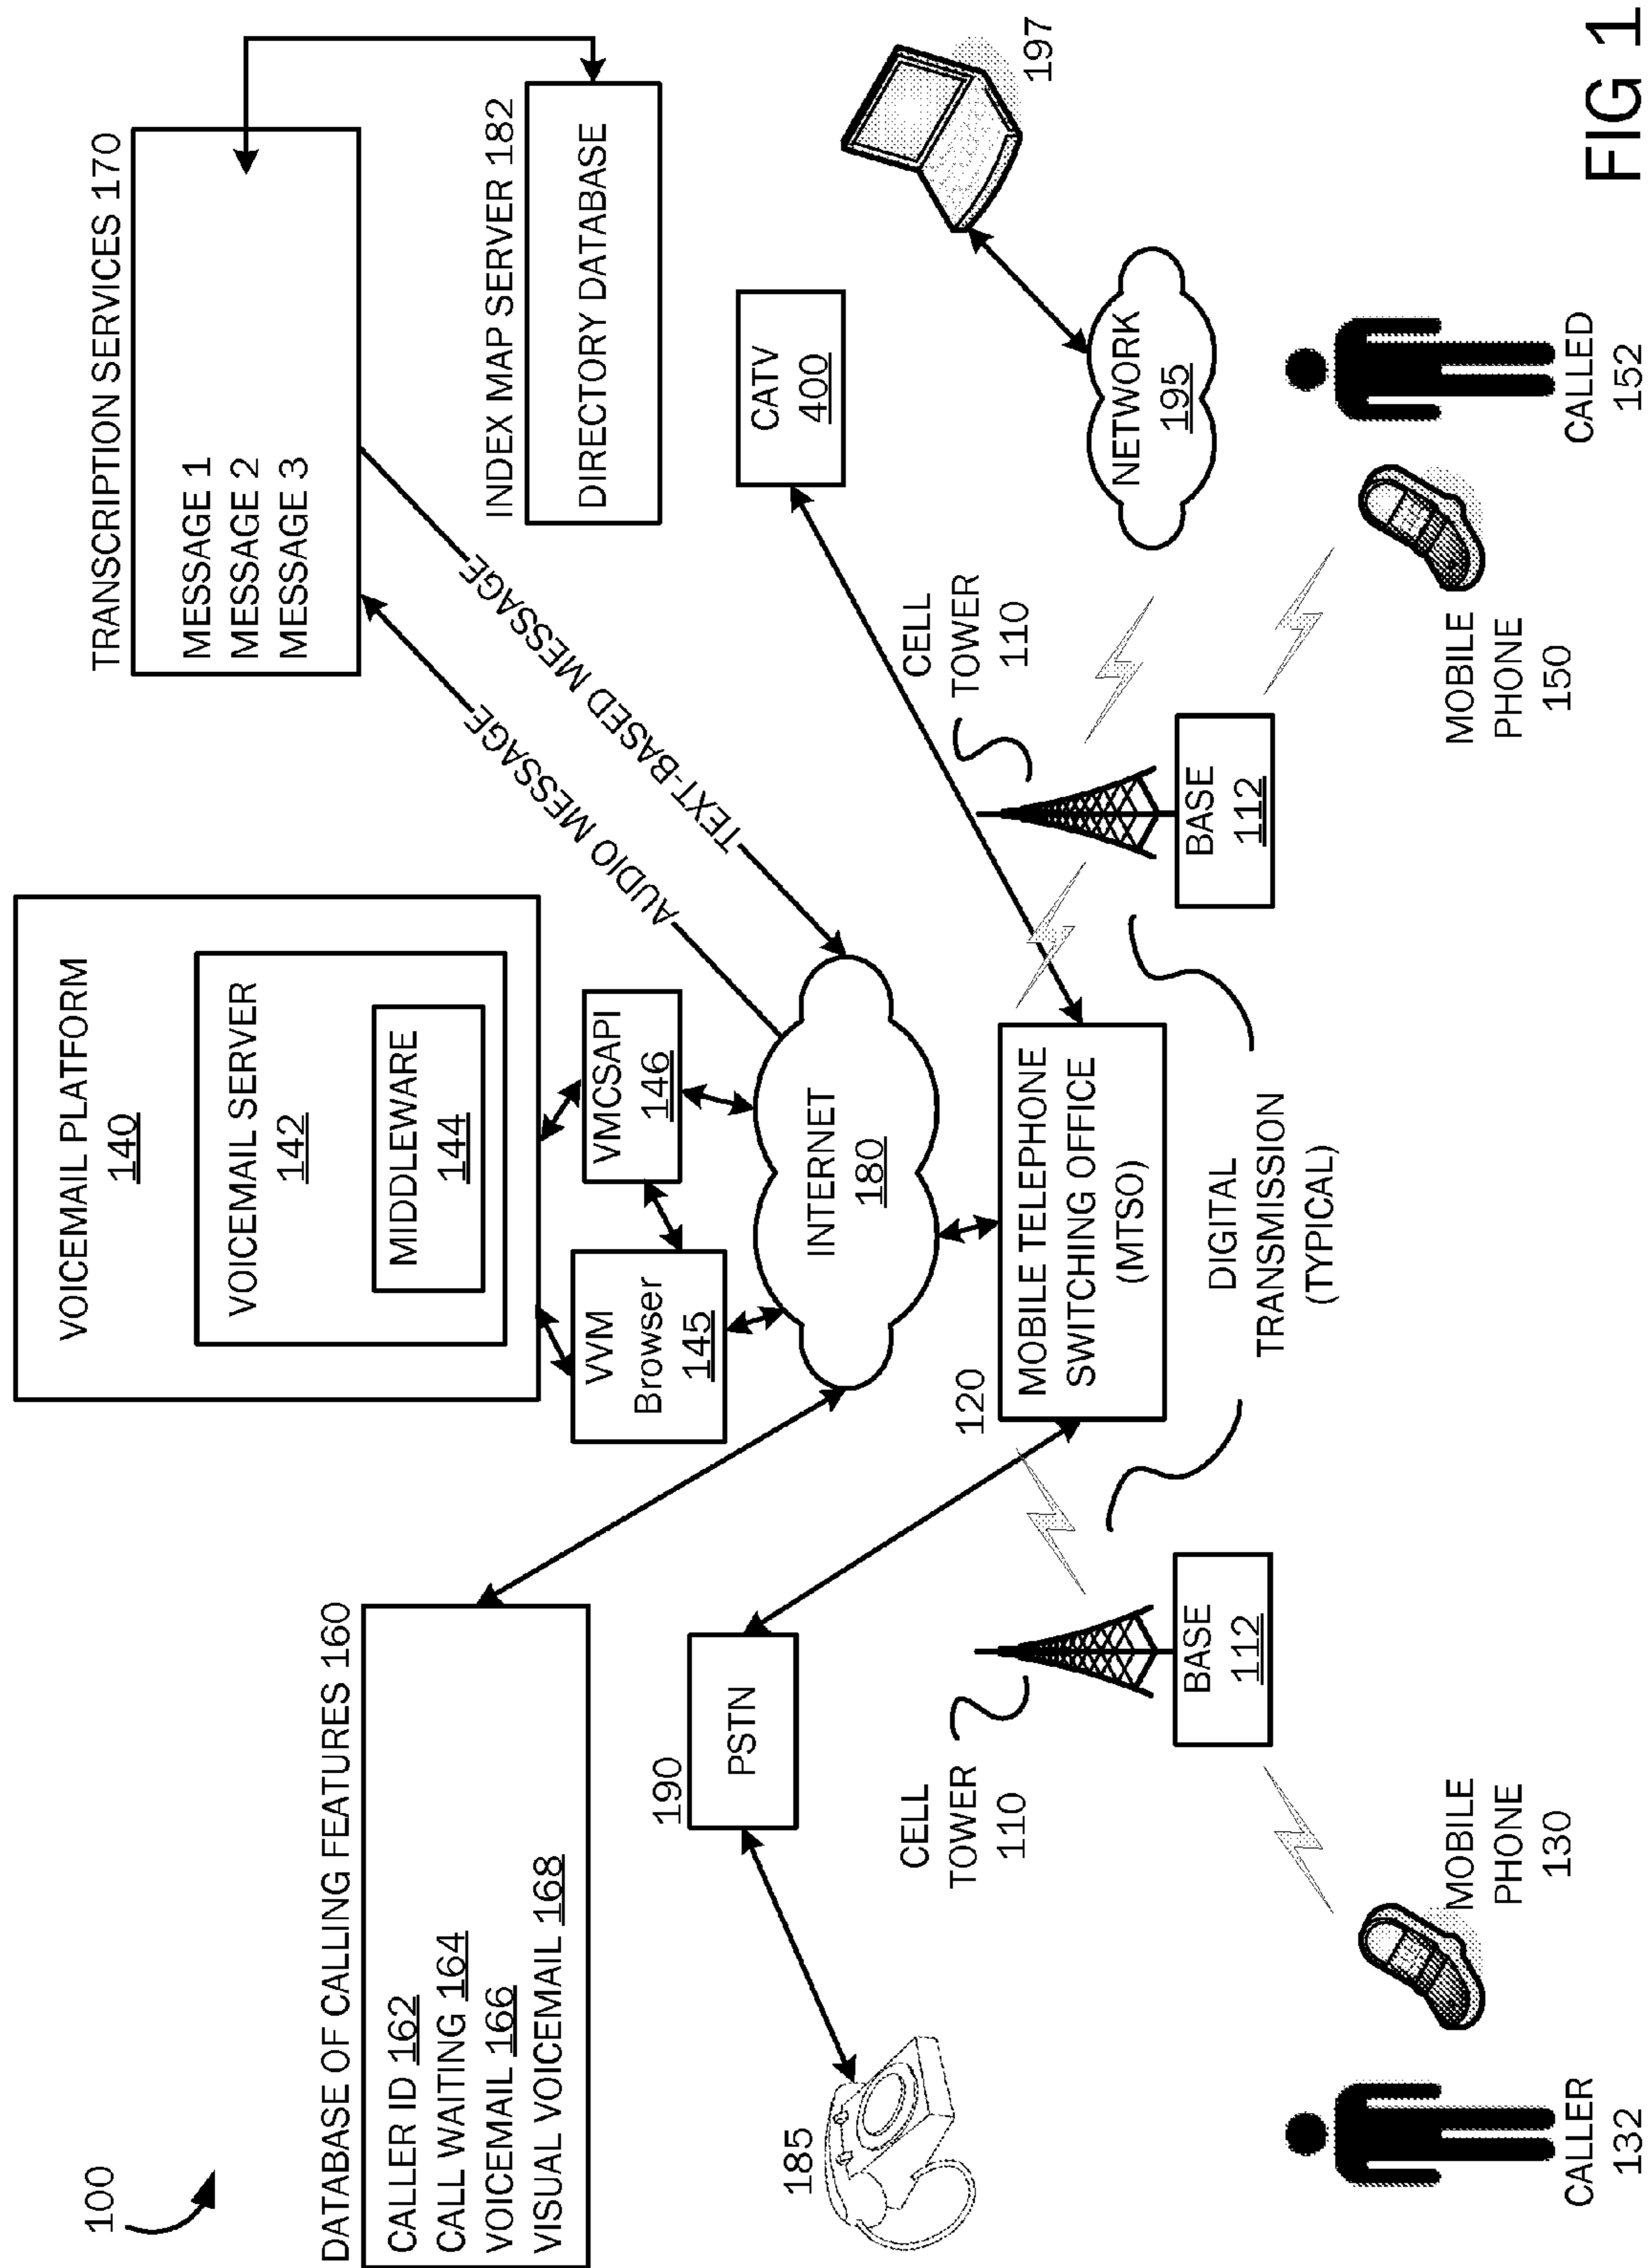 100
DATABASE OF CALLING FEATURES 160
CALLER ID 162
CALL WAITING 164
VOICEMAIL 166
VISUAL VOICEMAIL 168
VOICEMAIL PLATFORM
140
VOICEMAIL SERVER
142
MIDDLEWARE
144
VVM
Browser
145
VMCSAPI
146
TRANSCRIPTION SERVICES 170
MESSAGE 1
MESSAGE 2
MESSAGE 3
AUDIO MESSAGE
TEXT-BASED MESSAGE
INDEX MAP SERVER 182
DIRECTORY DATABASE
INTERNET
180
185
190
PSTN
CATV
400
120
MOBILE TELEPHONE
SWITCHING OFFICE
(MTSO)
197
NETWORK
195
CELL
TOWER
110
BASE
112
CELL
TOWER
110
BASE
112
DIGITAL
TRANSMISSION
(TYPICAL)
CALLER
132
MOBILE
PHONE
130
MOBILE
PHONE
150
CALLED
152
FIG 1